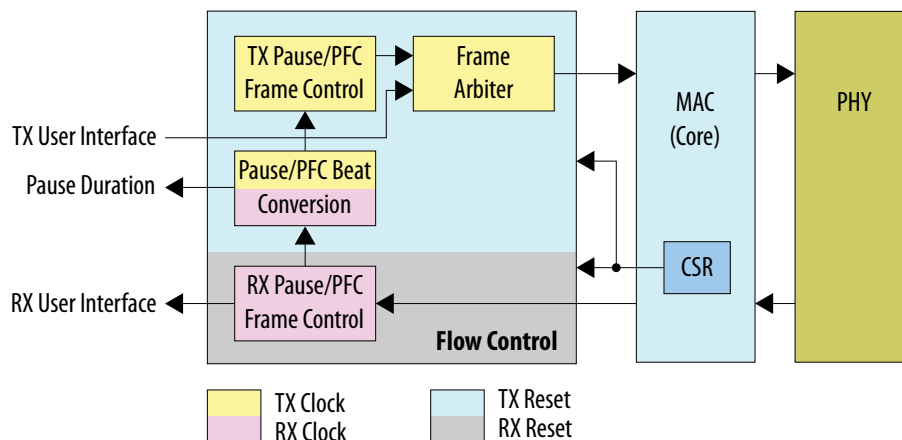 TX Pause/PFC
Frame Control
Frame
Arbiter
MAC
(Core)
PHY
TX User Interface
Pause Duration
Pause/PFC Beat
Conversion
CSR
RX User Interface
RX Pause/PFC
Frame Control
Flow Control
TX Clock
RX Clock
TX Reset
RX Reset